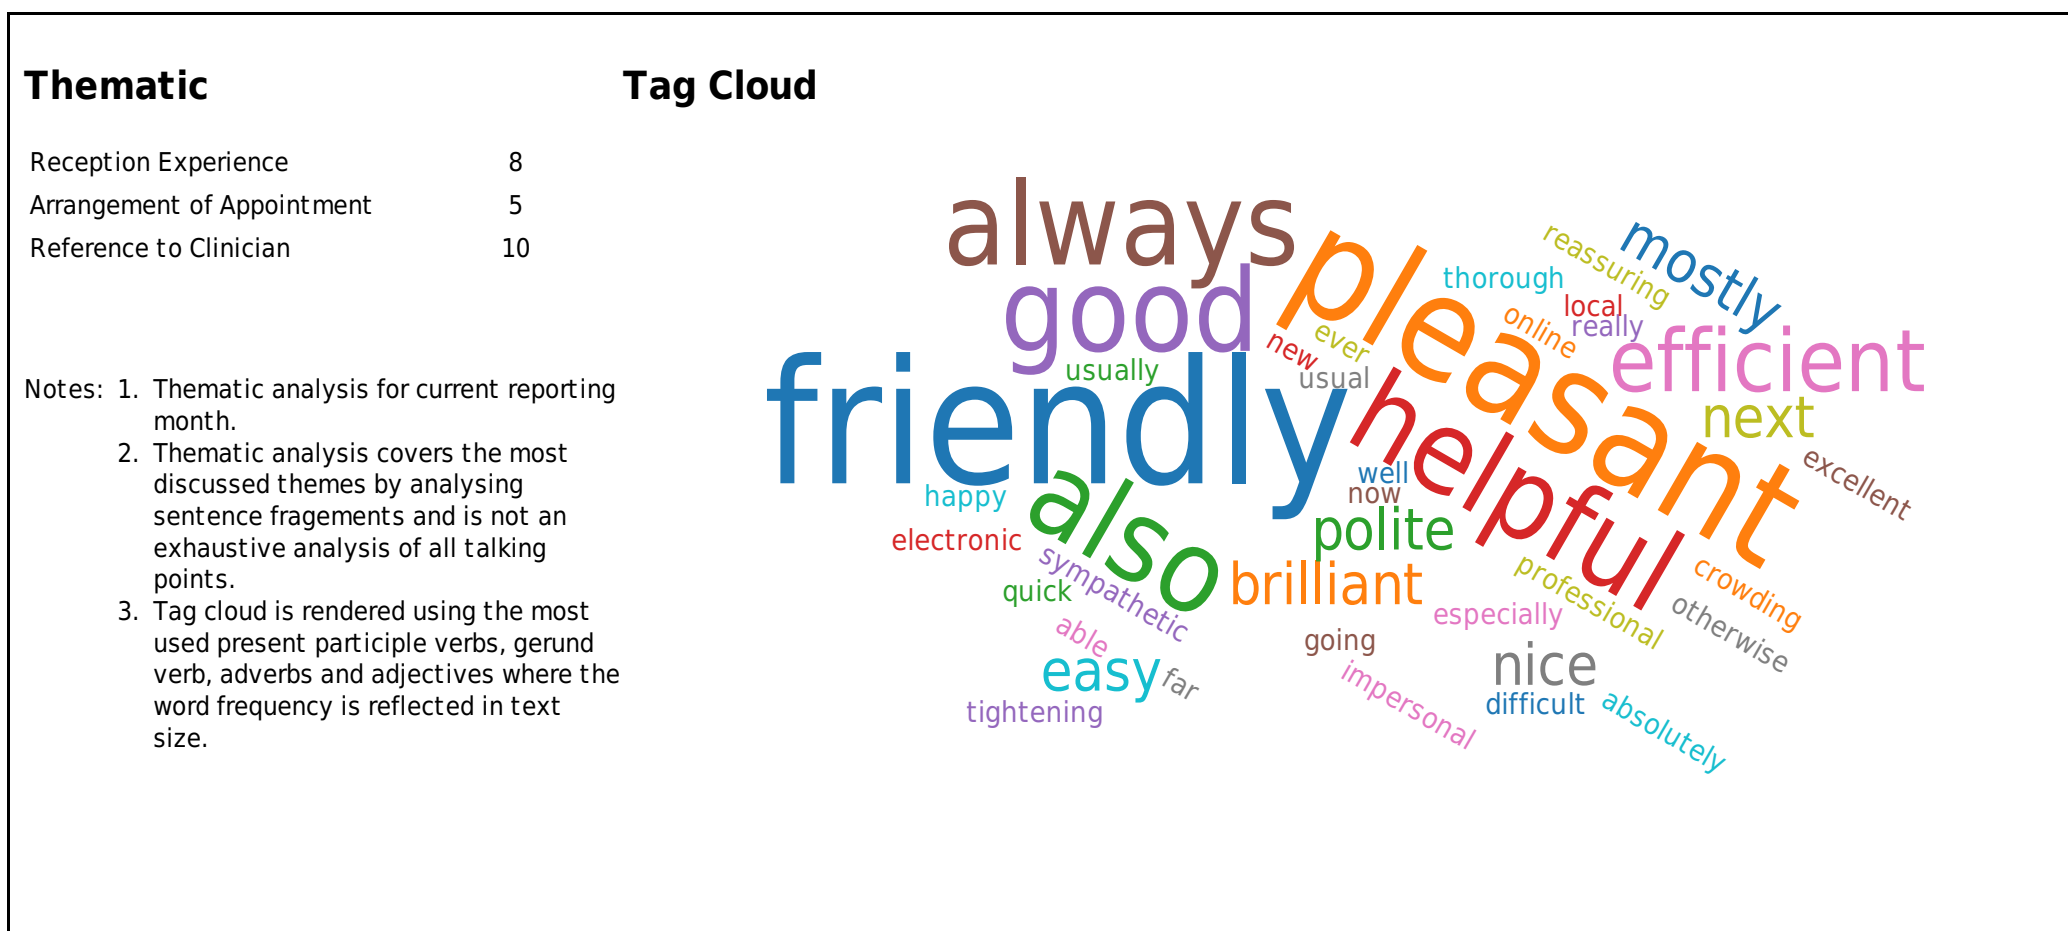 Thematic
Tag Cloud
Reception Experience 8
Arrangement of Appointment 5
Reference to Clinician 10
Notes: 1. Thematic analysis for current reporting
month.
2. Thematic analysis covers the most
discussed themes by analysing
sentence fragements and is not an
exhaustive analysis of all talking
points.
3. Tag cloud is rendered using the most
used present participle verbs, gerund
verb, adverbs and adjectives where the
word frequency is reflected in text
size.
always
pleasant
reassuring
mostly
thorough
good
local
online
really
ever
new
efficient
usually
usual
friendly
helpful
next
well
excellent
happy
now
also
polite
electronic
sympathetic
brilliant
professional
crowding
quick
especially
otherwise
able
going
nice
easy
far
impersonal
difficult
absolutely
tightening